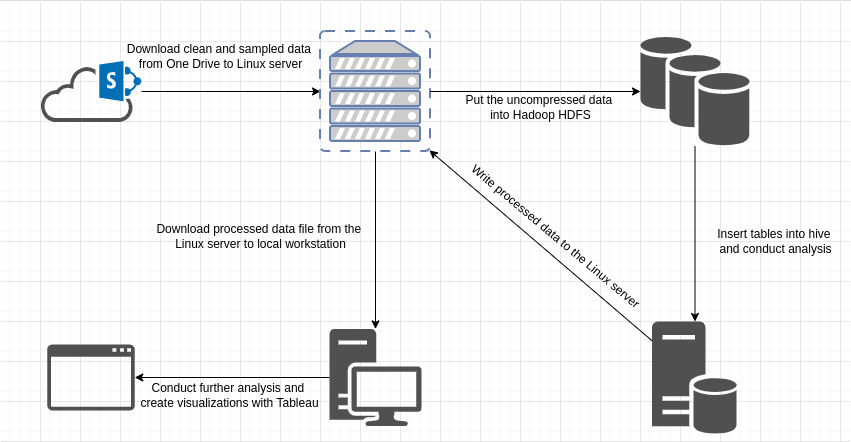 Download clean and sampled data
from One Drive to Linux server
S
Put the uncompressed data
into Hadoop HDFS
Write processed data to the Linux server
Download processed data file from the
Linux server to local workstation
Insert tables into hive
and conduct analysis
Conduct further analysis and
create visualizations with Tableau